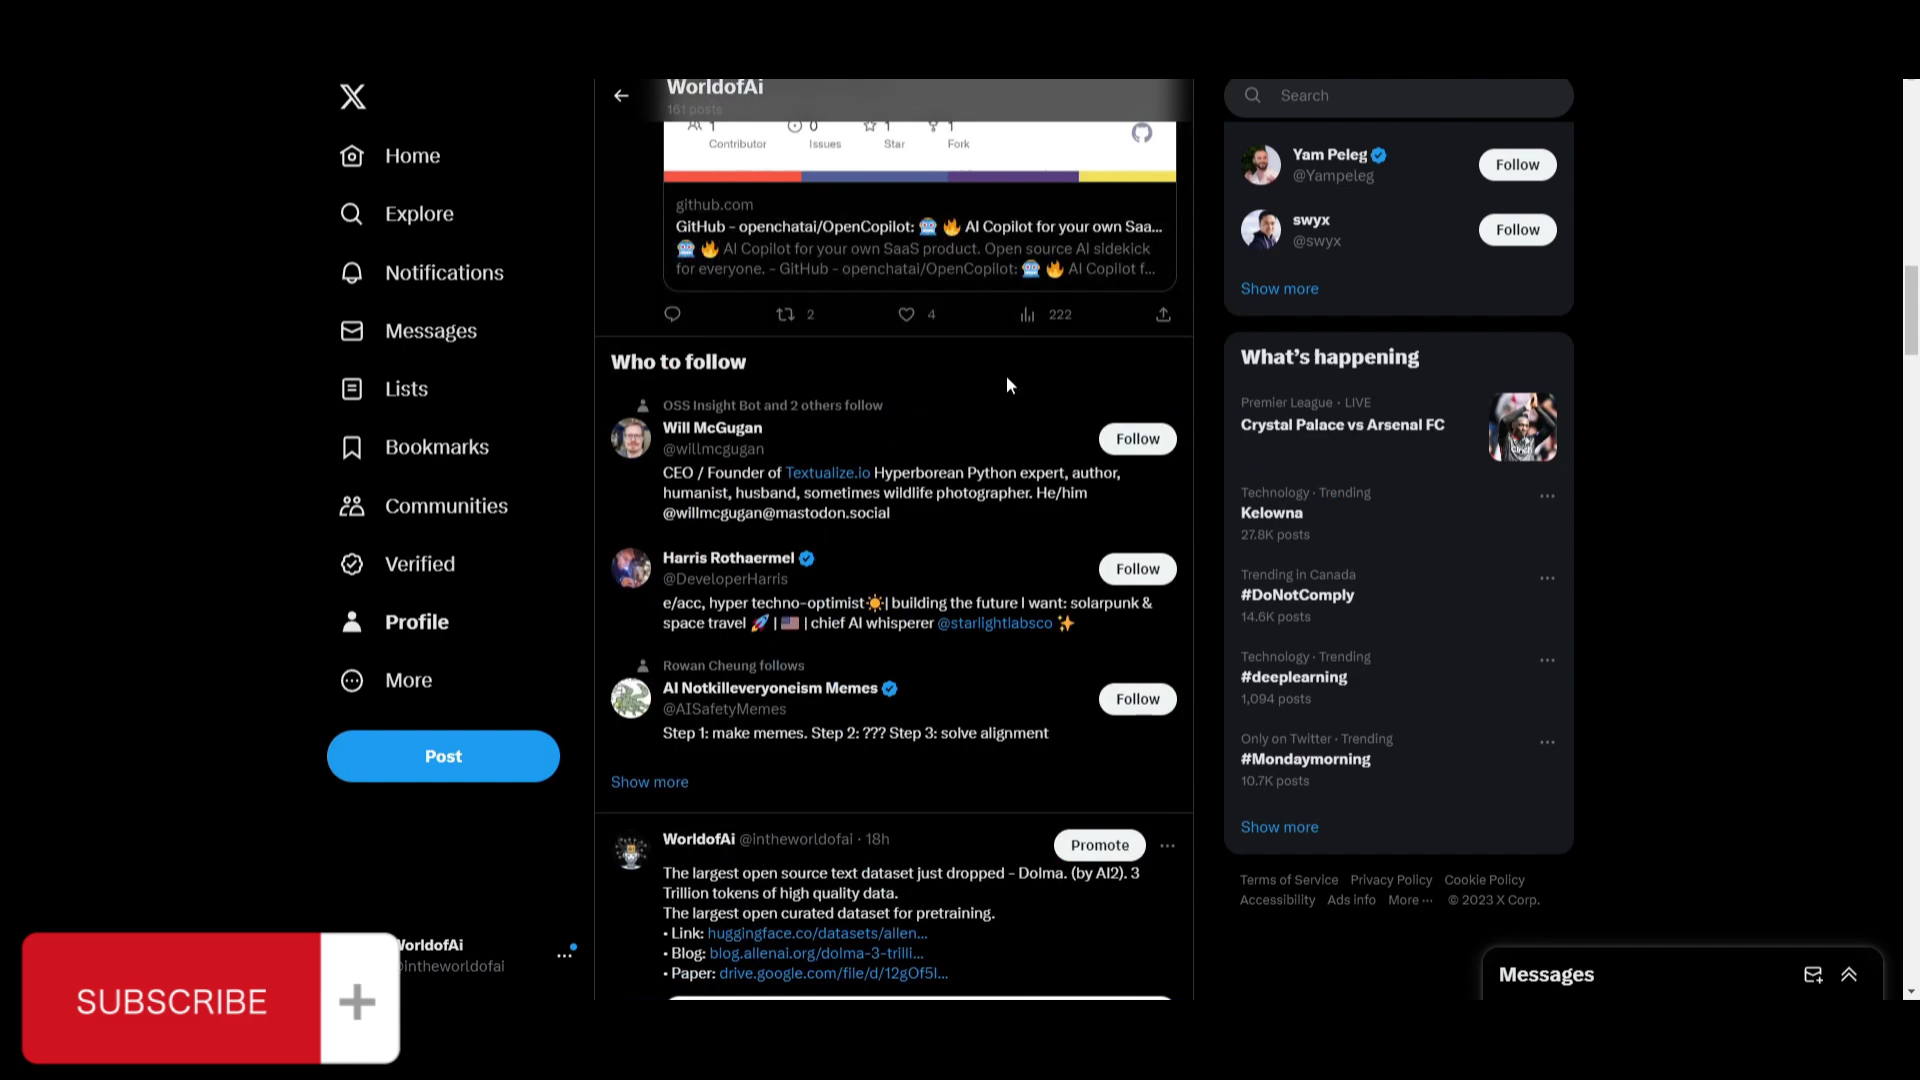 Home
Explore
Notifications
Messages
Lists
Bookmarks
Communities
Verified
Profile
More
Post
WorldofAi
@intheworldofai
SUBSCRIBE
WorldofAi
161 posts
1
Contributor
0
Issues
1
Star
1
Fork
github.com
GitHub - openchatai/OpenCopilot: 🤖 🔥 AI Copilot for your own Saa...
🤖 🔥 AI Copilot for your own SaaS product. Open source AI sidekick
for everyone. - GitHub - openchatai/OpenCopilot: 🤖 🔥 AI Copilot f...
2
4
222
Who to follow
OSS Insight Bot and 2 others follow
Will McGugan
@willmcgugan
Follow
CEO / Founder of Textualize.io Hyperborean Python expert, author,
humanist, husband, sometimes wildlife photographer. He/him
@willmcgugan@mastodon.social
Harris Rothaermel
@DeveloperHarris
Follow
e/acc, hyper techno-optimist☀️| building the future I want: solarpunk &
space travel 🚀 | 🇺🇸 | chief AI whisperer @starlightlabsco ✨
Rowan Cheung follows
AI Notkilleveryoneism Memes
@AISafetyMemes
Follow
Step 1: make memes. Step 2: ??? Step 3: solve alignment
Show more
WorldofAi @intheworldofai · 18h
Promote
The largest open source text dataset just dropped - Dolma. (by AI2). 3
Trillion tokens of high quality data.
The largest open curated dataset for pretraining.
• Link: huggingface.co/datasets/allen...
• Blog: blog.allenai.org/dolma-3-trilli...
• Paper: drive.google.com/file/d/12gOf5I...
Search
Yam Peleg
@Yampeleg
Follow
swyx
@swyx
Follow
Show more
What's happening
Premier League · LIVE
Crystal Palace vs Arsenal FC
Technology · Trending
Kelowna
27.8K posts
Trending in Canada
#DoNotComply
14.6K posts
Technology · Trending
#deeplearning
1,094 posts
Only on Twitter · Trending
#Mondaymorning
10.7K posts
Show more
Terms of Service Privacy Policy Cookie Policy
Accessibility Ads info More ··· © 2023 X Corp.
Messages